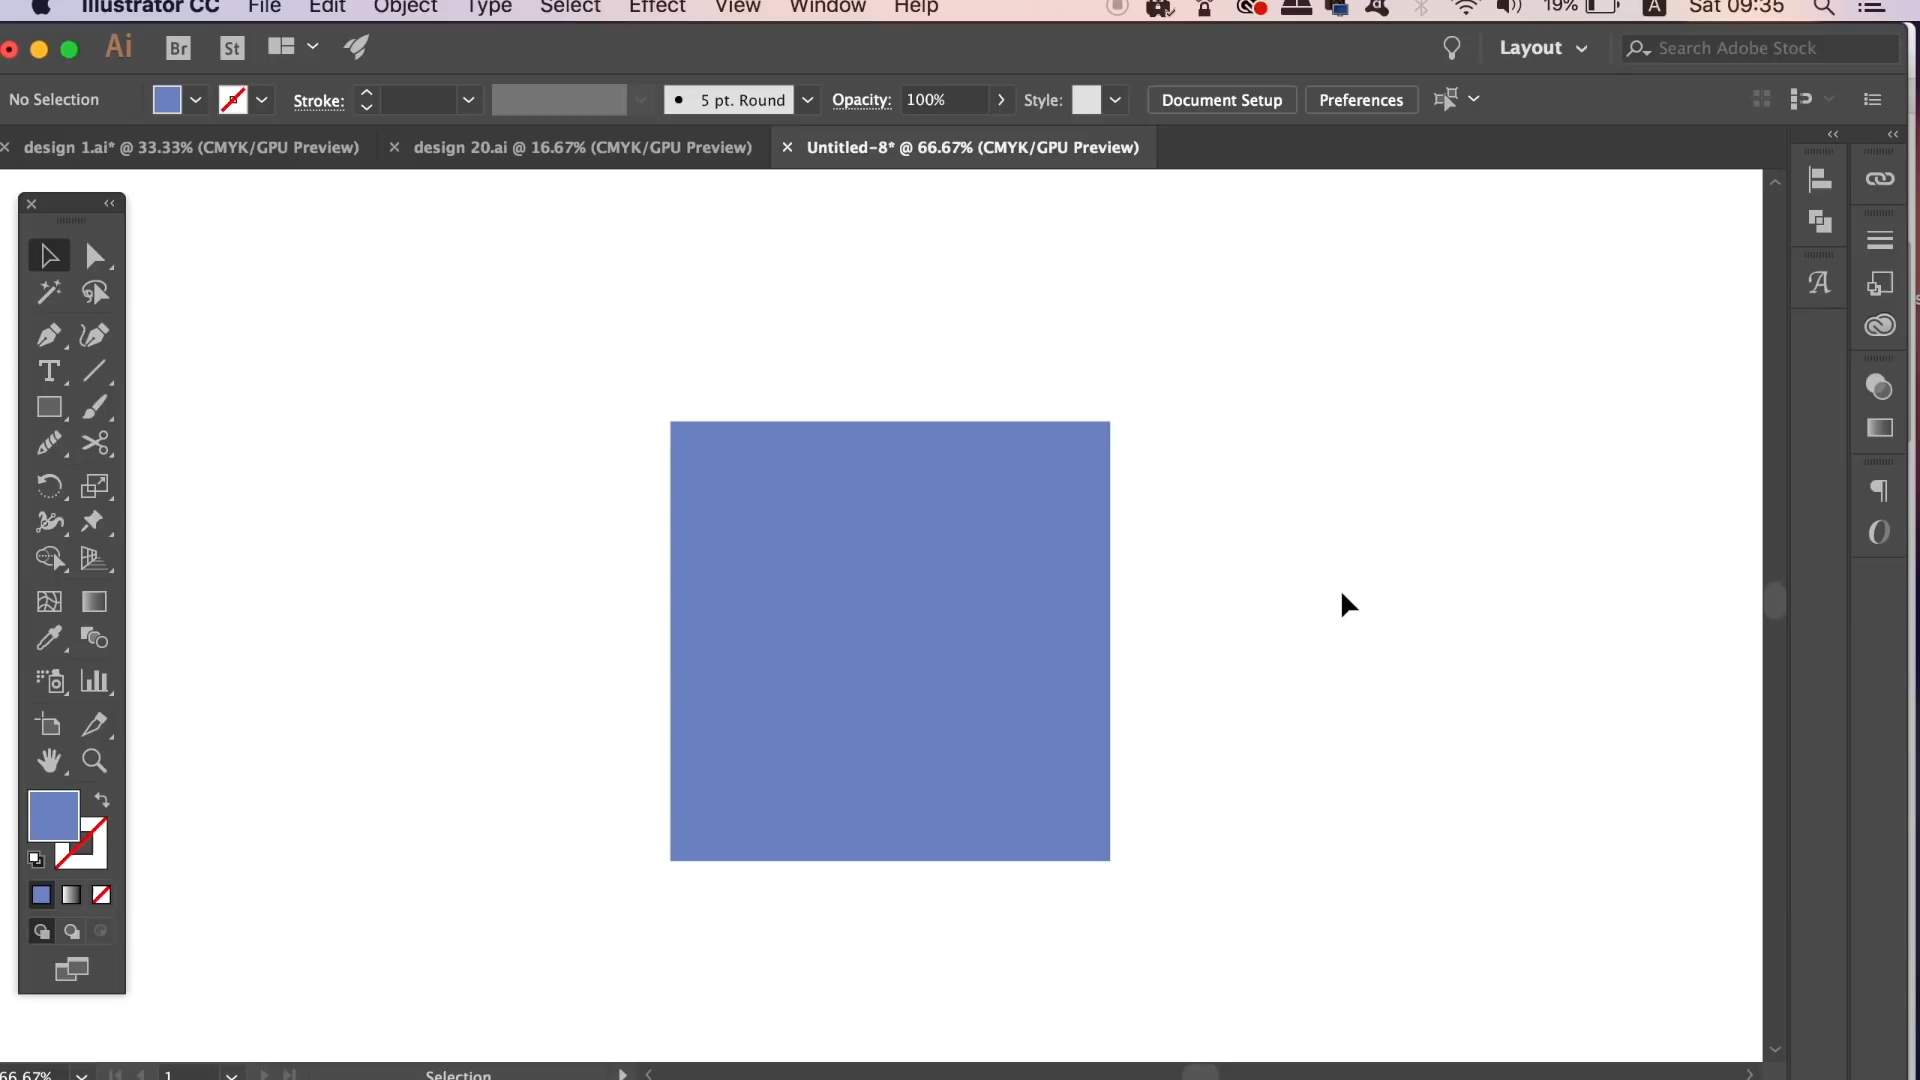 Illustrator CC File Edit Object Type Select Effect View Window Help 19% A Sat 09:35
Ai Br St Layout Search Adobe Stock
No Selection Stroke: 5 pt. Round Opacity: 100% Style: Document Setup Preferences
design 1.ai* @ 33.33% (CMYK/GPU Preview) design 20.ai @ 16.67% (CMYK/GPU Preview) Untitled-8* @ 66.67% (CMYK/GPU Preview)
66.67% 1 Selection